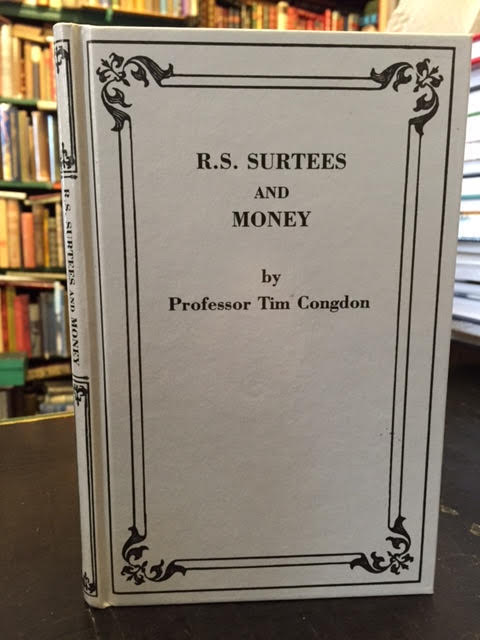 R.S. SURTEES
AND
MONEY
by
Professor Tim Congdon
R. S. SURTEES AND MONEY